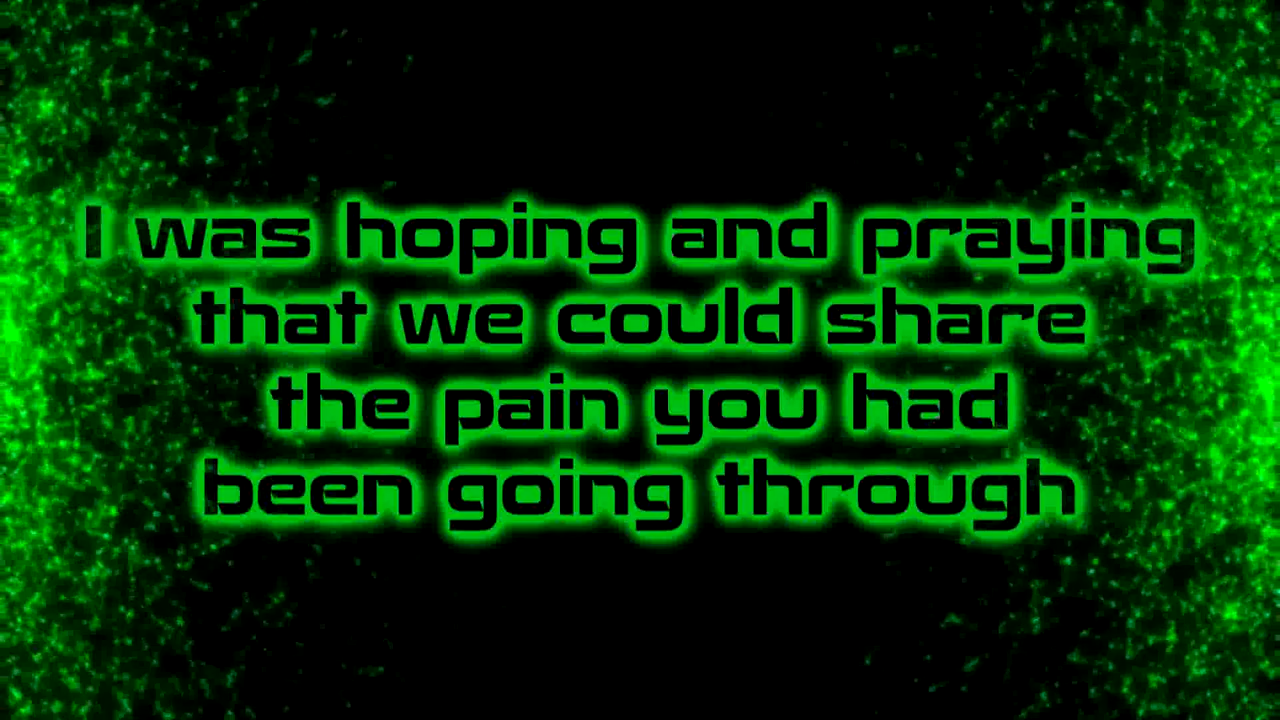 I was hoping and praying
that we could share
the pain you had
been going through